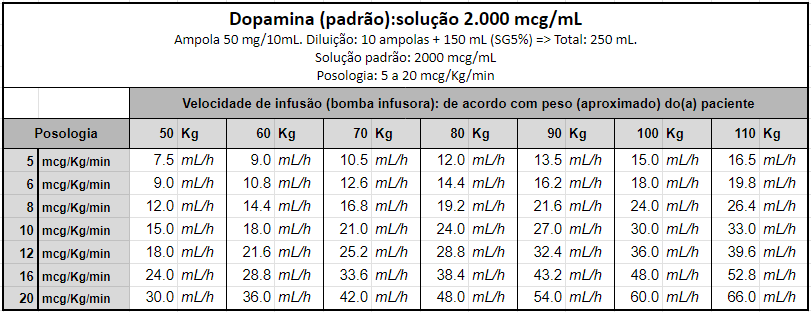 Dopamina (padrão):solução 2.000 mcg/mL
Ampola 50 mg/10mL. Diluição: 10 ampolas + 150 mL (SG5%) => Total: 250 mL.
Solução padrão: 2000 mcg/mL
Posologia: 5 a 20 mcg/Kg/min
Velocidade de infusão (bomba infusora): de acordo com peso (aproximado) do(a) paciente
Posologia 50 Kg 60 Kg 70 Kg 80 Kg 90 Kg 100 Kg 110 Kg
5 mcg/Kg/min 7.5 mL/h 9.0 mL/h 10.5 mL/h 12.0 mL/h 13.5 mL/h 15.0 mL/h 16.5 mL/h
6 mcg/Kg/min 9.0 mL/h 10.8 mL/h 12.6 mL/h 14.4 mL/h 16.2 mL/h 18.0 mL/h 19.8 mL/h
8 mcg/Kg/min 12.0 mL/h 14.4 mL/h 16.8 mL/h 19.2 mL/h 21.6 mL/h 24.0 mL/h 26.4 mL/h
10 mcg/Kg/min 15.0 mL/h 18.0 mL/h 21.0 mL/h 24.0 mL/h 27.0 mL/h 30.0 mL/h 33.0 mL/h
12 mcg/Kg/min 18.0 mL/h 21.6 mL/h 25.2 mL/h 28.8 mL/h 32.4 mL/h 36.0 mL/h 39.6 mL/h
16 mcg/Kg/min 24.0 mL/h 28.8 mL/h 33.6 mL/h 38.4 mL/h 43.2 mL/h 48.0 mL/h 52.8 mL/h
20 mcg/Kg/min 30.0 mL/h 36.0 mL/h 42.0 mL/h 48.0 mL/h 54.0 mL/h 60.0 mL/h 66.0 mL/h